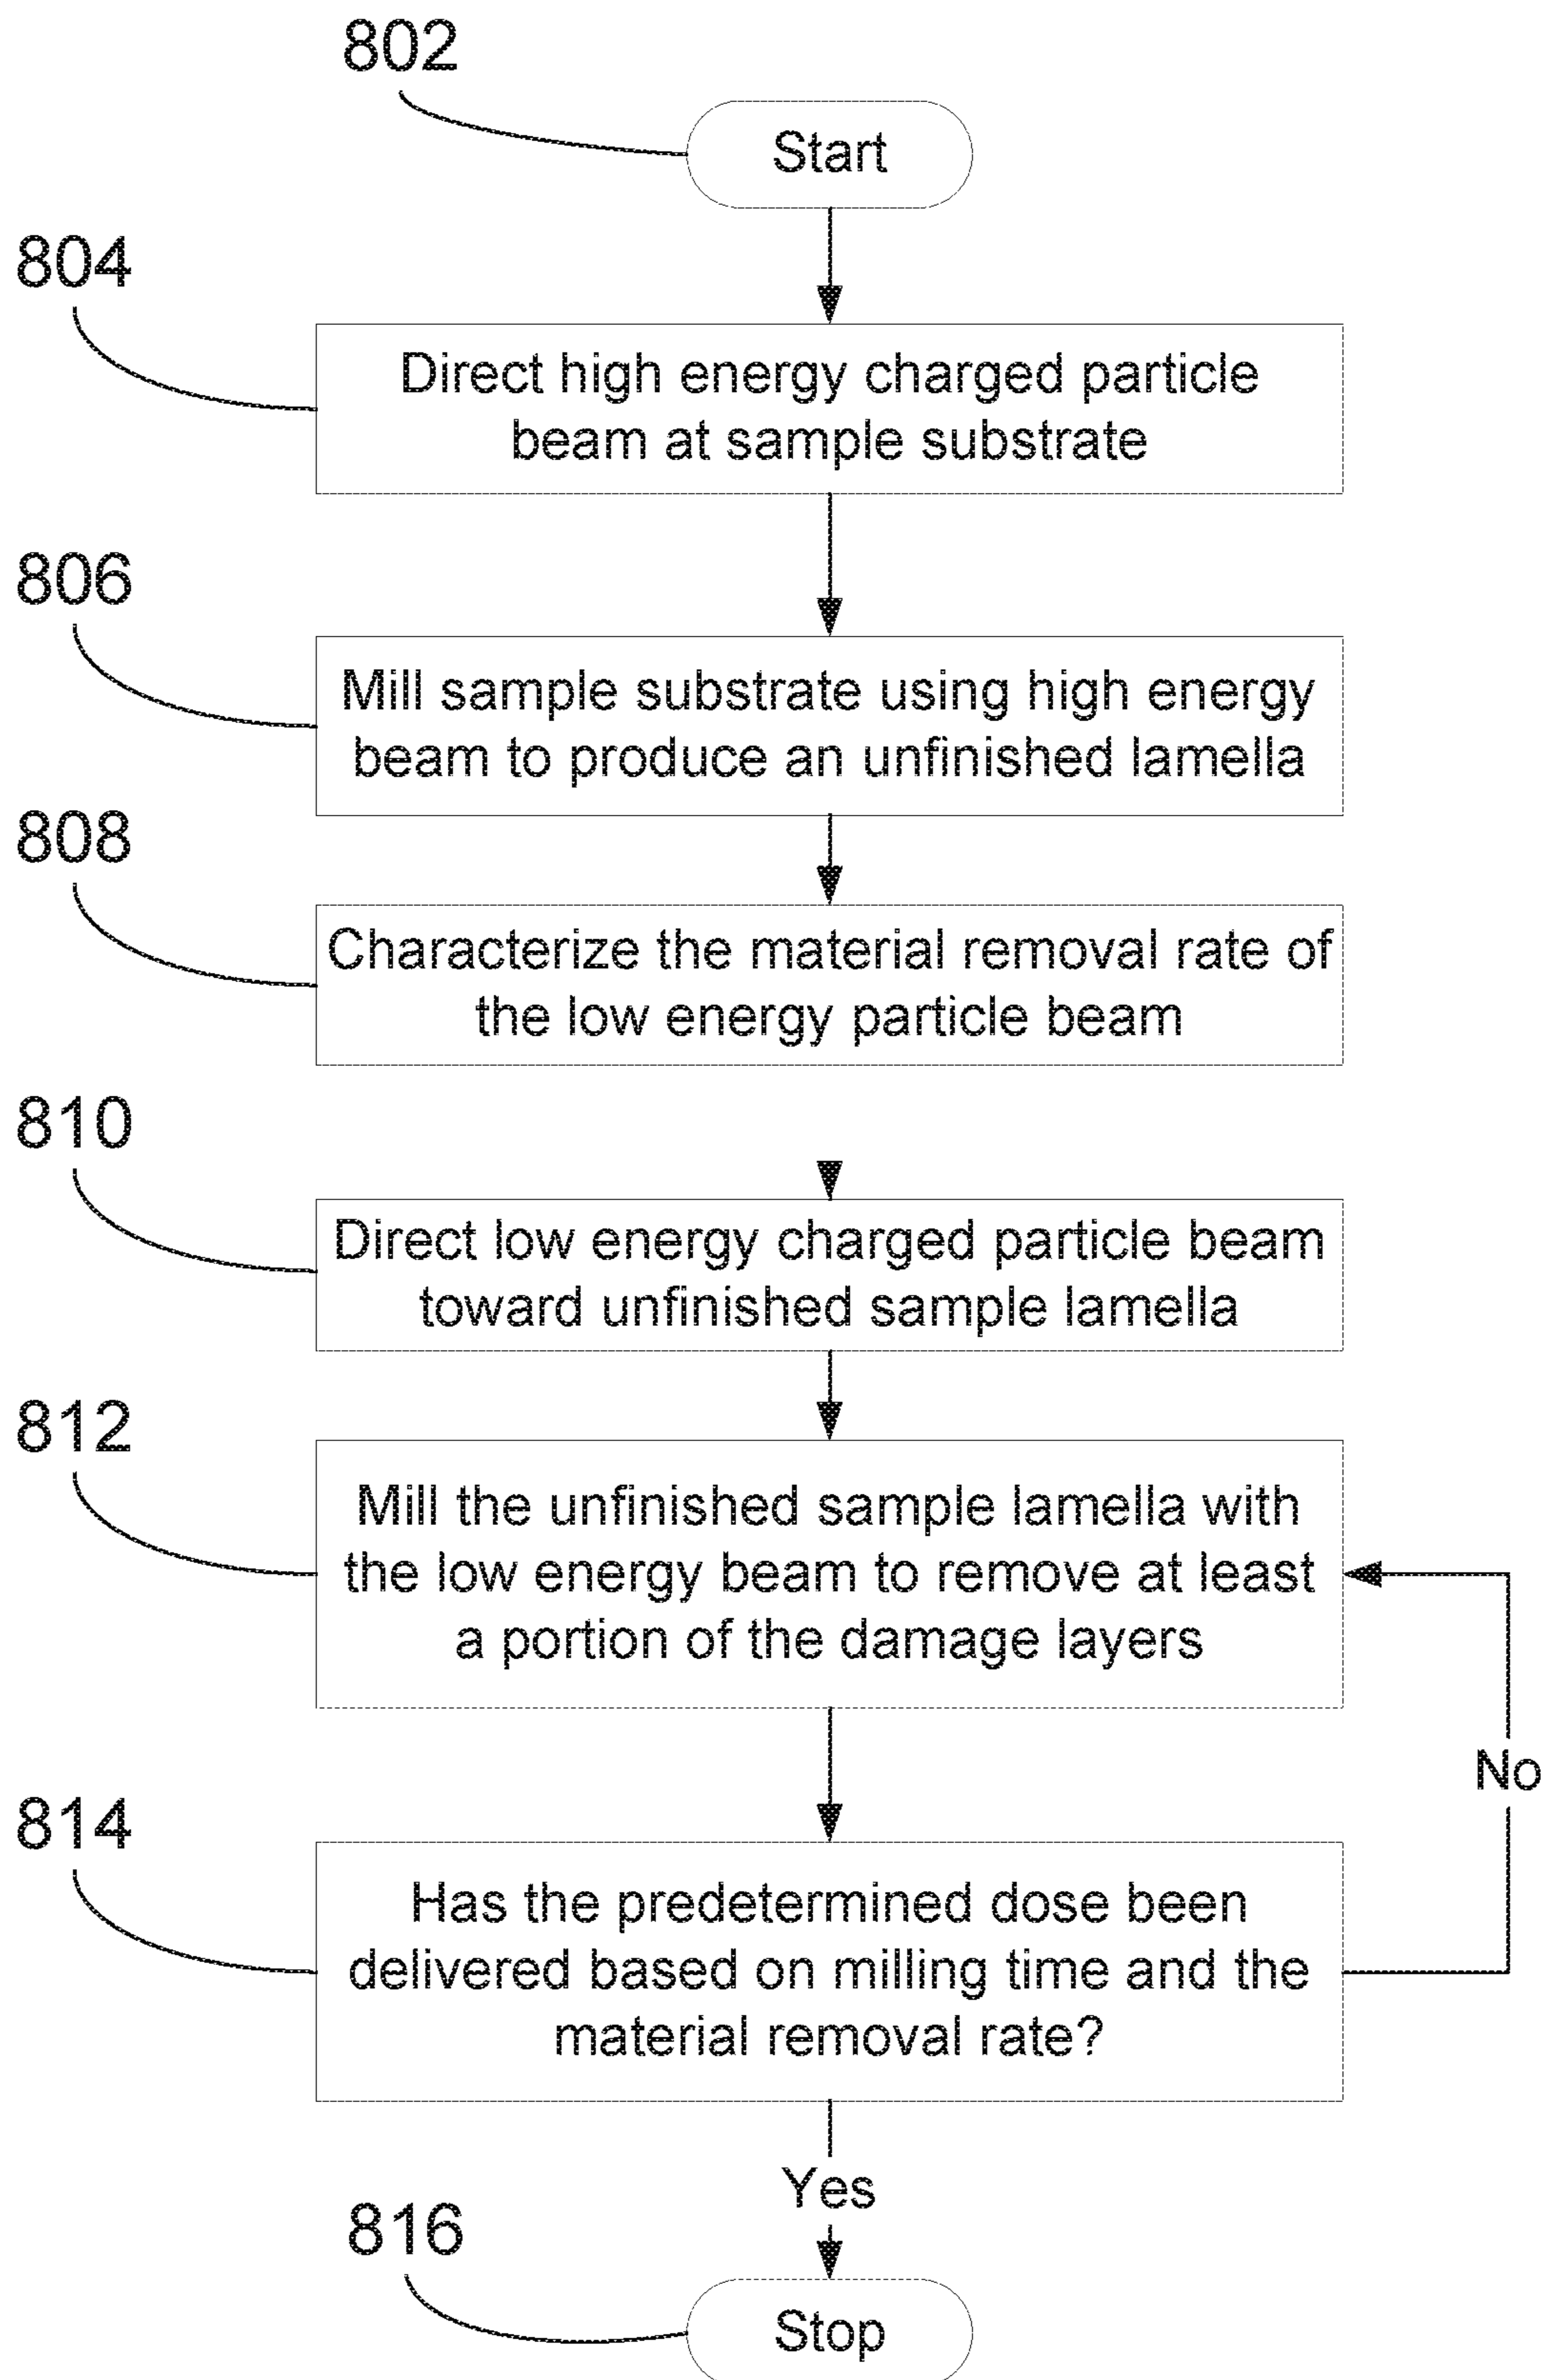 802
Start
804
Direct high energy charged particle
beam at sample substrate
806
Mill sample substrate using high energy
beam to produce an unfinished lamella
808
Characterize the material removal rate of
the low energy particle beam
810
Direct low energy charged particle beam
toward unfinished sample lamella
812
Mill the unfinished sample lamella with
the low energy beam to remove at least
a portion of the damage layers
No
814
Has the predetermined dose been
delivered based on milling time and the
material removal rate?
Yes
816
Stop